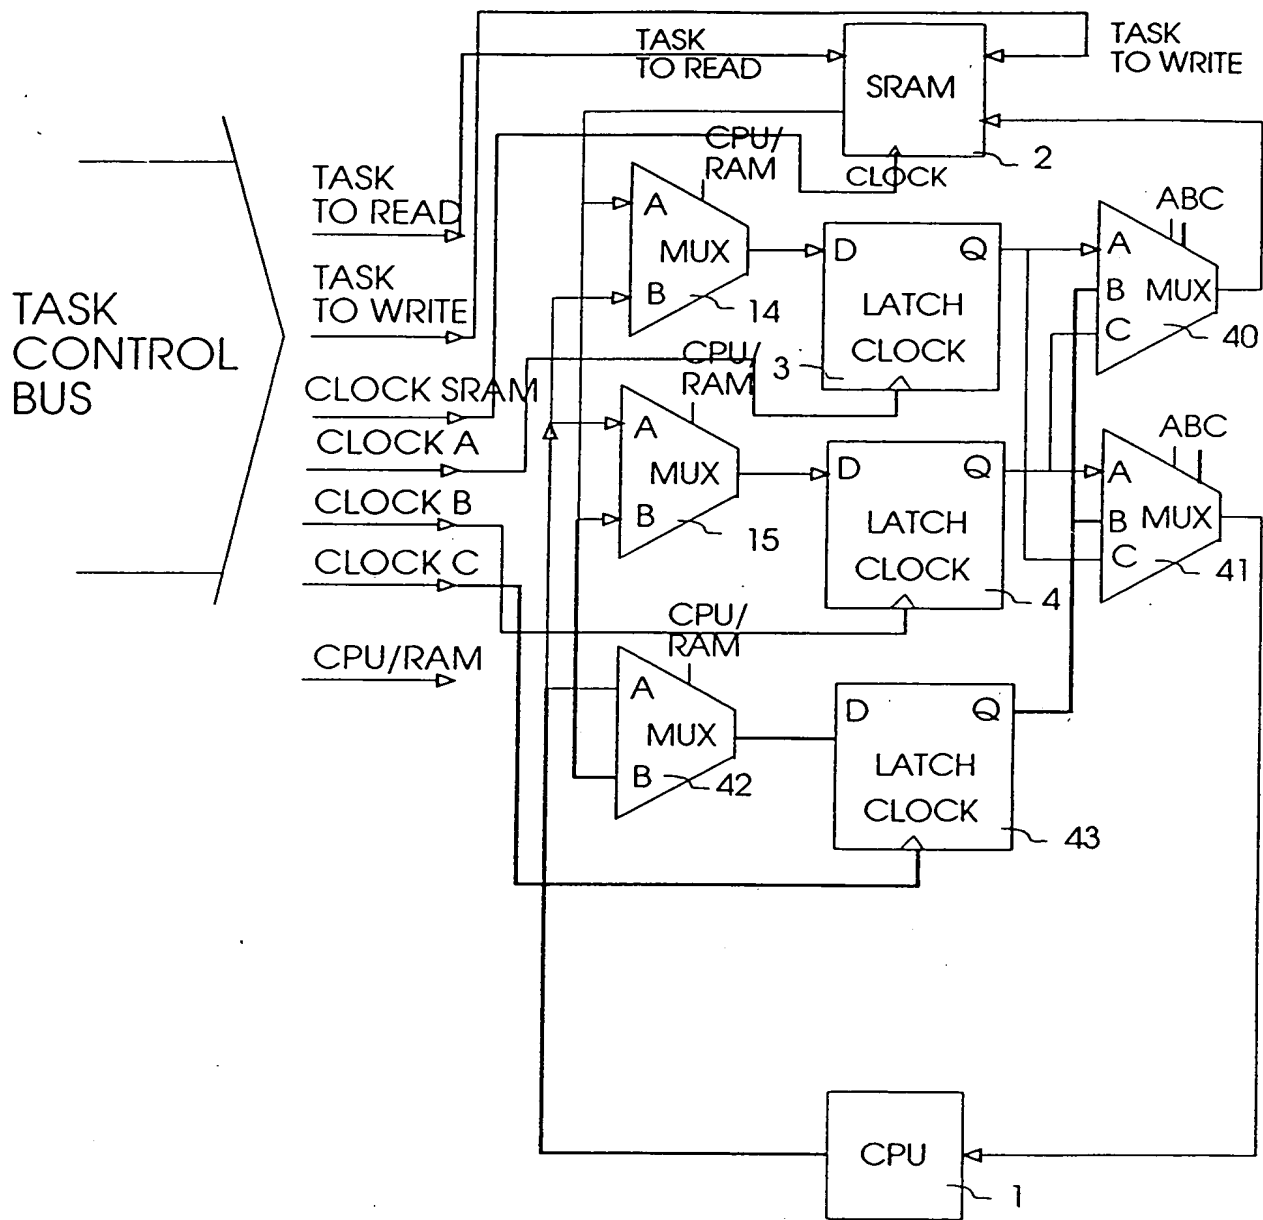 TASK
TO READ
TASK
TO WRITE
SRAM
2
CLOCK
CPU/
RAM
TASK
TO READ
TASK
TO WRITE
TASK
CONTROL
BUS
CLOCK SRAM
CLOCK A
CLOCK B
CLOCK C
CPU/RAM
A
MUX
B
14
D
Q
LATCH
CLOCK
3
ABC
A
B
MUX
C
40
CPU/
RAM
A
MUX
B
15
D
Q
LATCH
CLOCK
4
ABC
A
MUX
B
C
41
CPU/
RAM
A
MUX
B
42
D
Q
LATCH
CLOCK
43
CPU
1